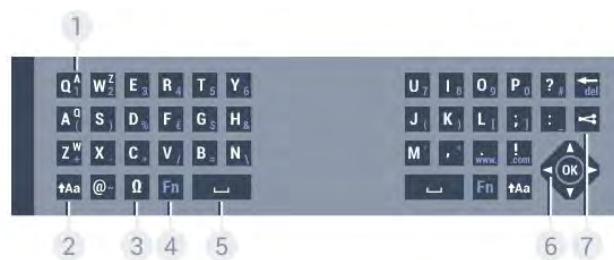 1
Q A 1 W Z 2 E 3 R 4 T 5 Y 6 U 7 I 8 O 9 P 0 ? # del
A Q ( S ) D % F € G $ H & J ( K ) L [ ; ] : _
Z W + X - C × V / B = N \ M ' , " . www. ! .com
Aa @~ Ω Fn Fn Aa OK
2 3 4 5 6 7